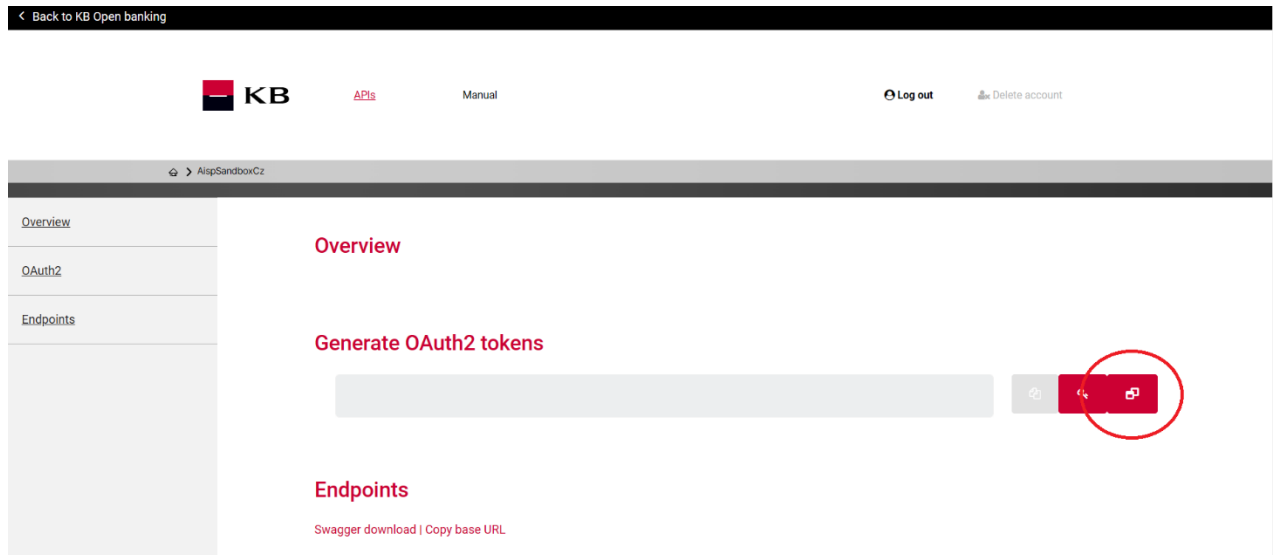 Back to KB Open banking
KB
APIs
Manual
Log out
Delete account
AispSandboxCz
Overview
OAuth2
Endpoints
Overview
Generate OAuth2 tokens
Endpoints
Swagger download | Copy base URL